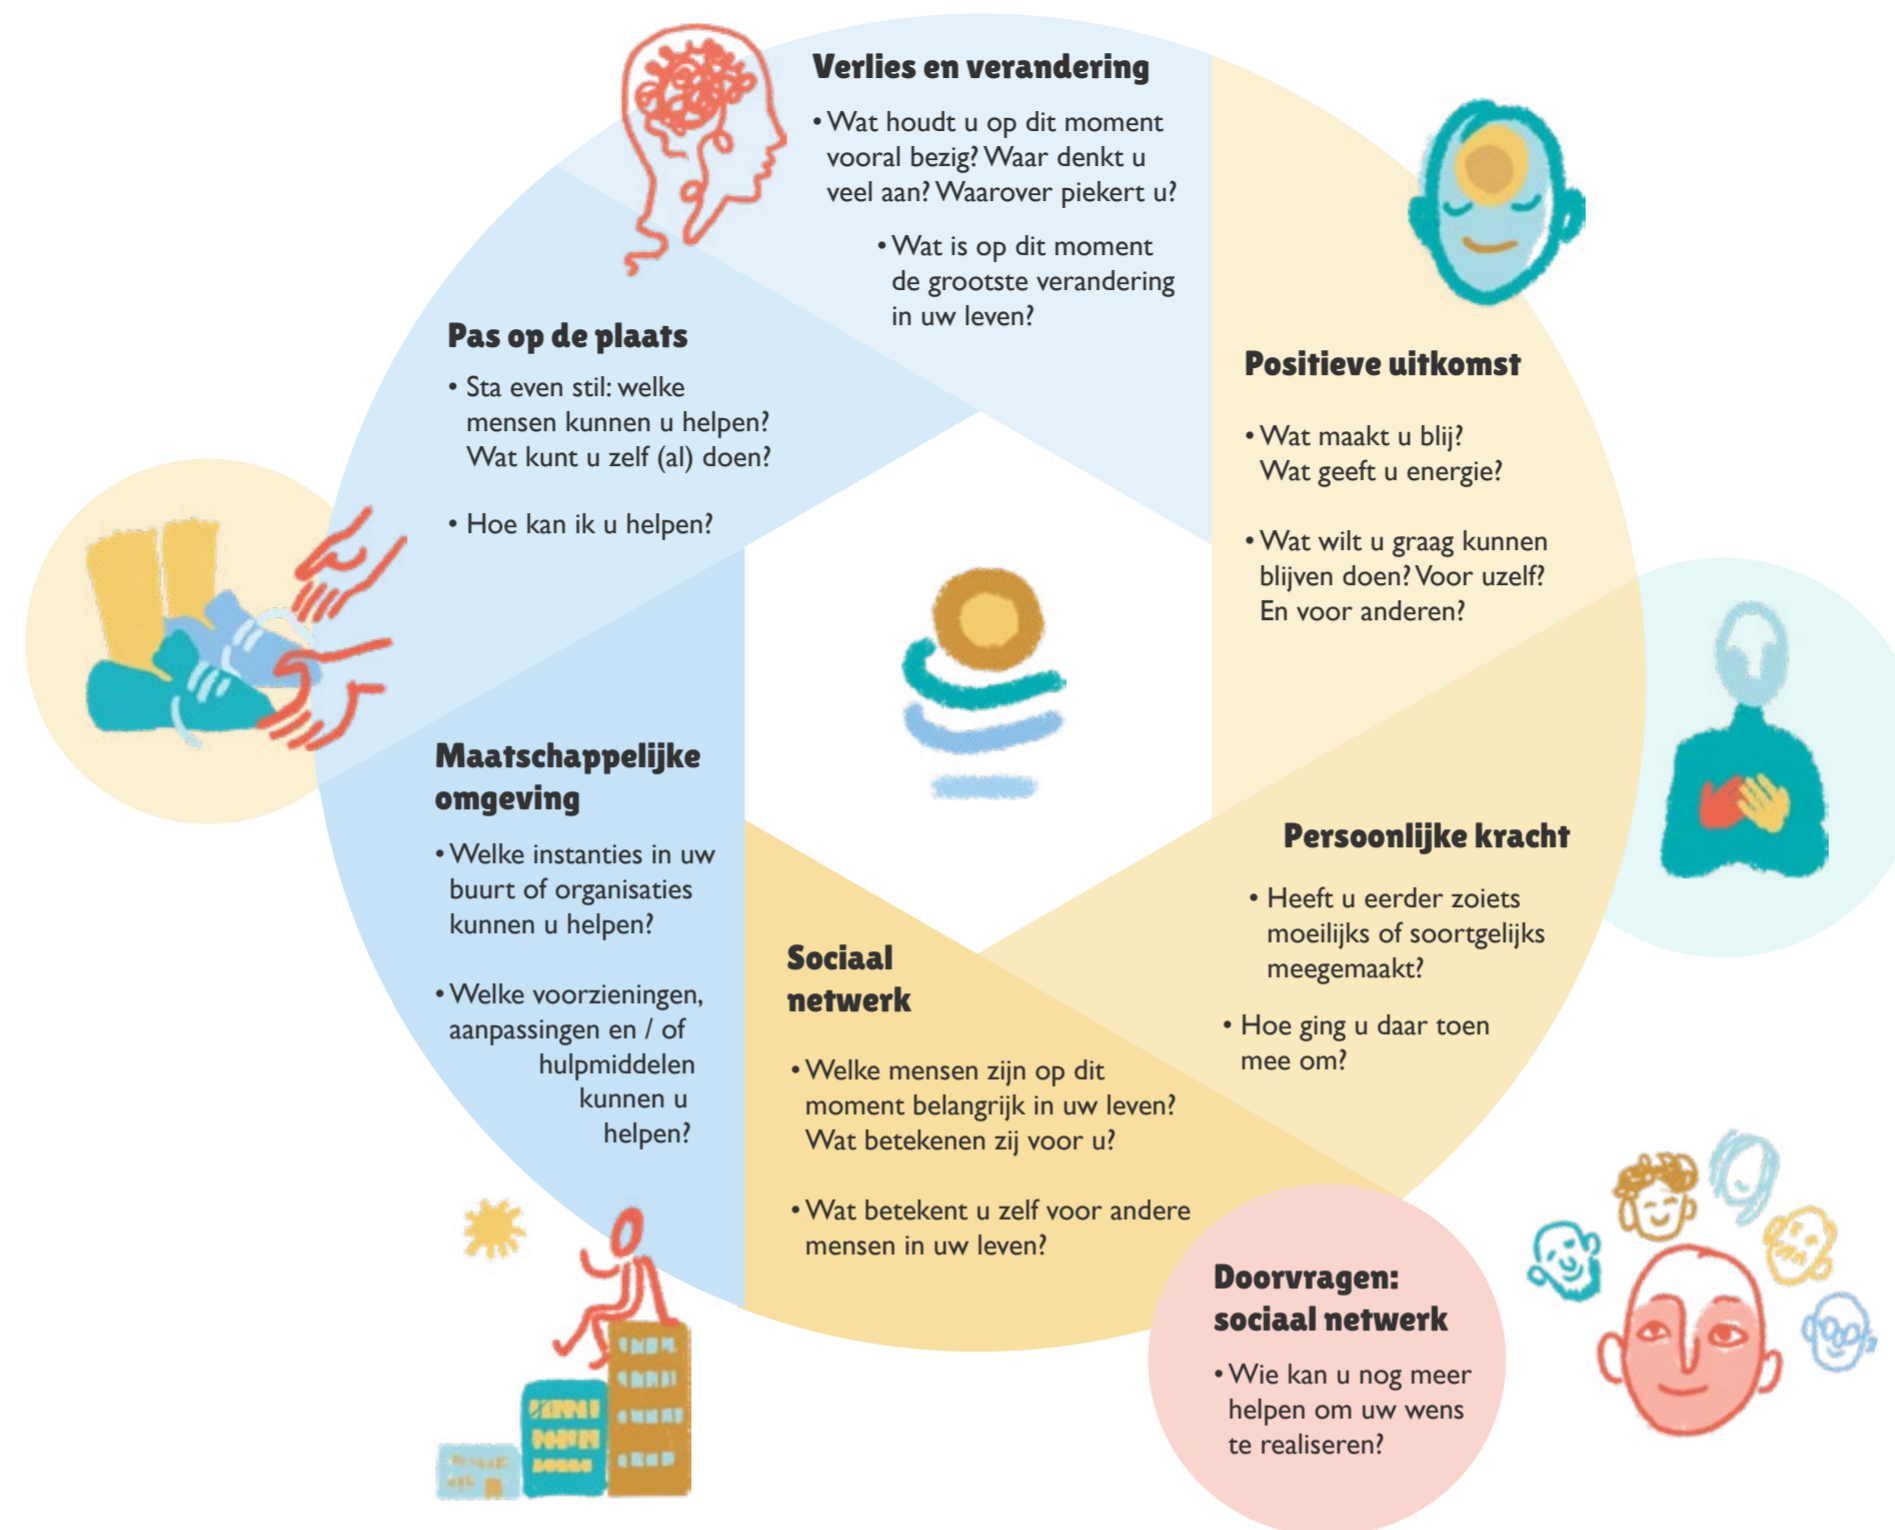 Verlies en verandering
• Wat houdt u op dit moment
vooral bezig? Waar denkt u
veel aan? Waarover piekert u?
• Wat is op dit moment
de grootste verandering
in uw leven?
Positieve uitkomst
• Wat maakt u blij?
Wat geeft u energie?
• Wat wilt u graag kunnen
blijven doen? Voor uzelf?
En voor anderen?
Persoonlijke kracht
• Heeft u eerder zoiets
moeilijks of soortgelijks
meegemaakt?
• Hoe ging u daar toen
mee om?
Sociaal
netwerk
• Welke mensen zijn op dit
moment belangrijk in uw leven?
Wat betekenen zij voor u?
• Wat betekent u zelf voor andere
mensen in uw leven?
Doorvragen:
sociaal netwerk
• Wie kan u nog meer
helpen om uw wens
te realiseren?
Maatschappelijke
omgeving
• Welke instanties in uw
buurt of organisaties
kunnen u helpen?
• Welke voorzieningen,
aanpassingen en / of
hulpmiddelen
kunnen u
helpen?
Pas op de plaats
• Sta even stil: welke
mensen kunnen u helpen?
Wat kunt u zelf (al) doen?
• Hoe kan ik u helpen?